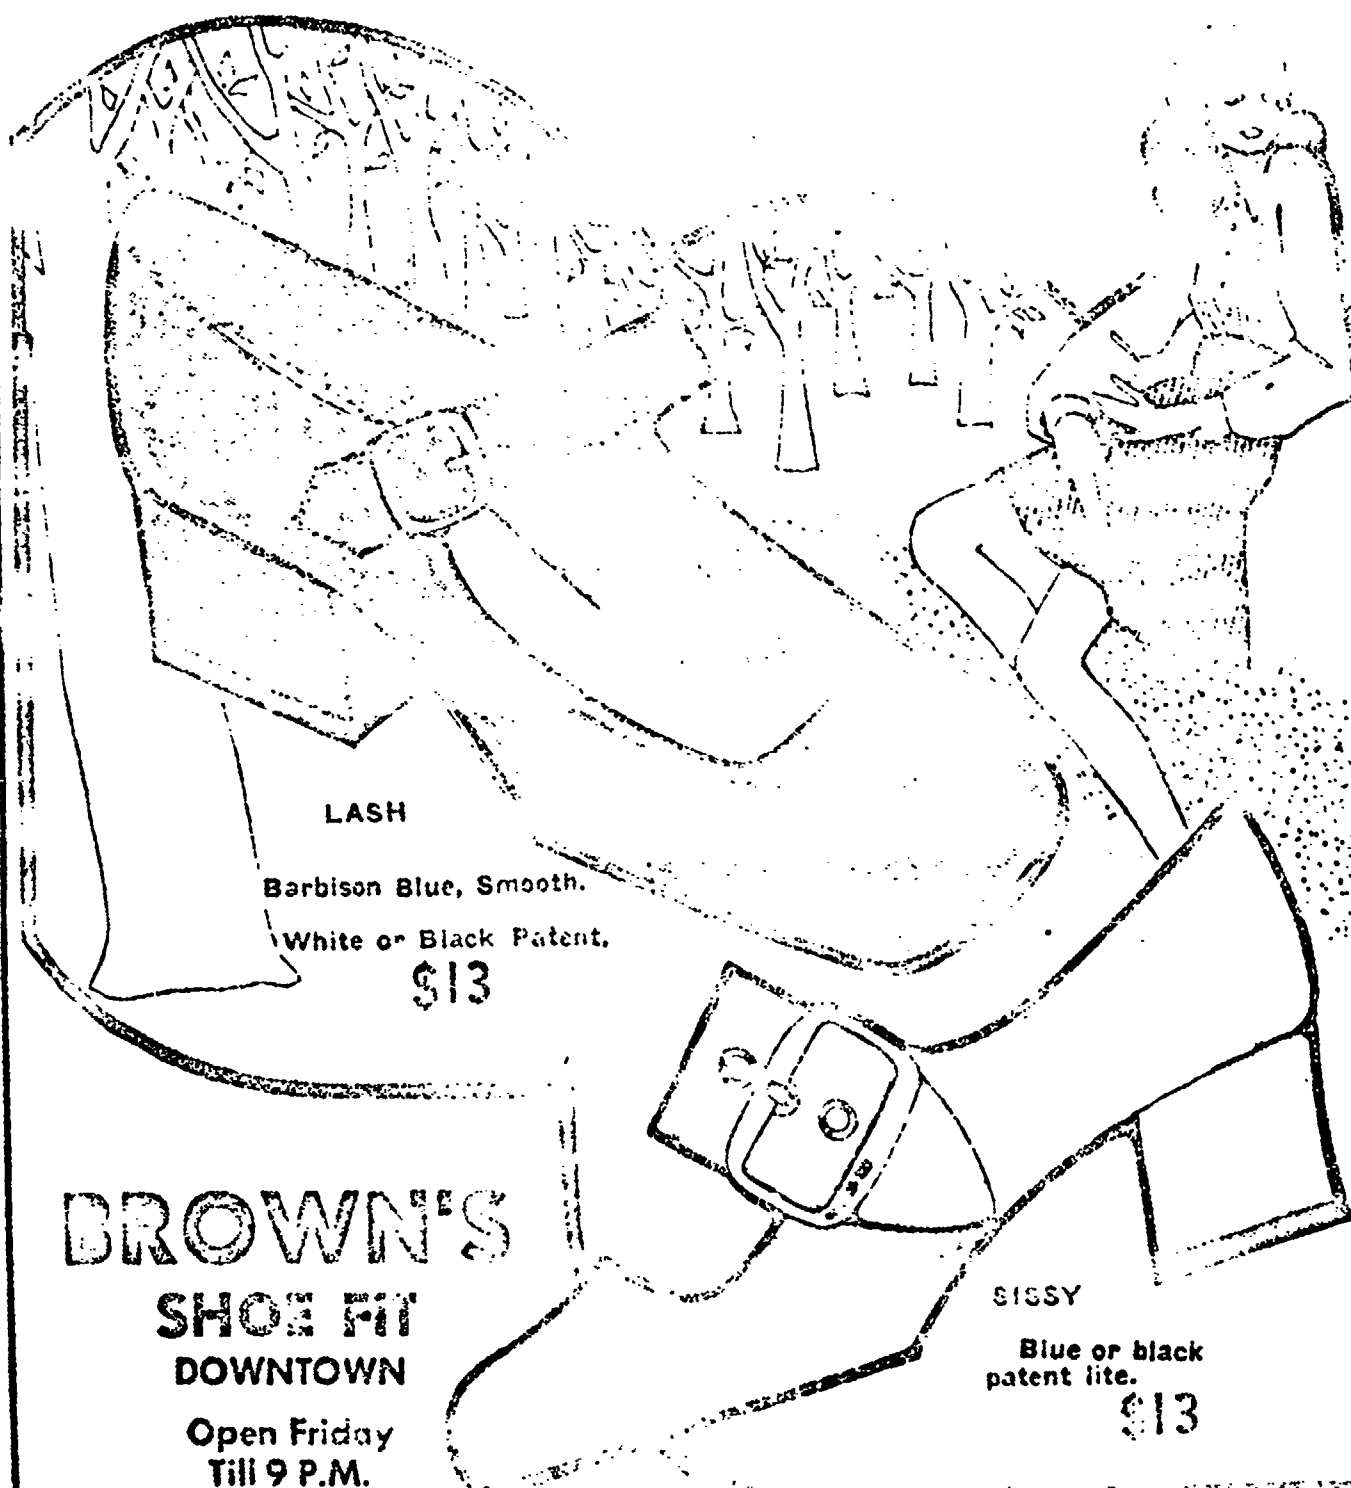 LASH
Barbison Blue, Smooth.
White or Black Patent.
$13
BROWN'S
SHOE FIT
DOWNTOWN
Open Friday
Till 9 P.M.
SISSY
Blue or black
patent lite.
$13